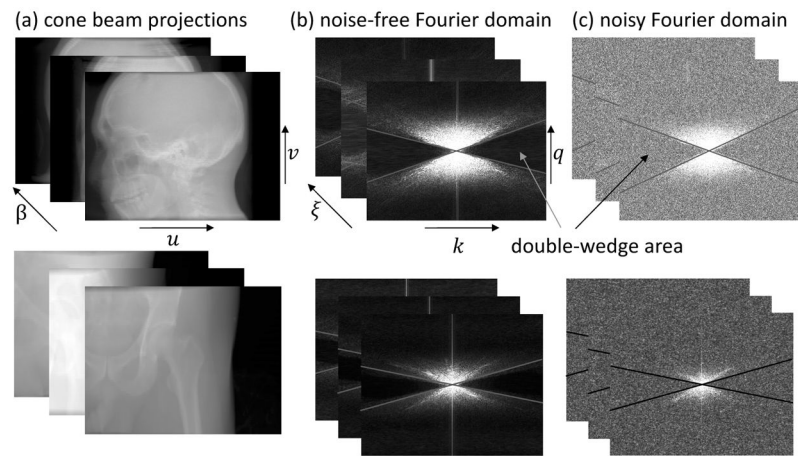 (a) cone beam projections
(b) noise-free Fourier domain
(c) noisy Fourier domain
v
q
β
u
ξ
k
double-wedge area